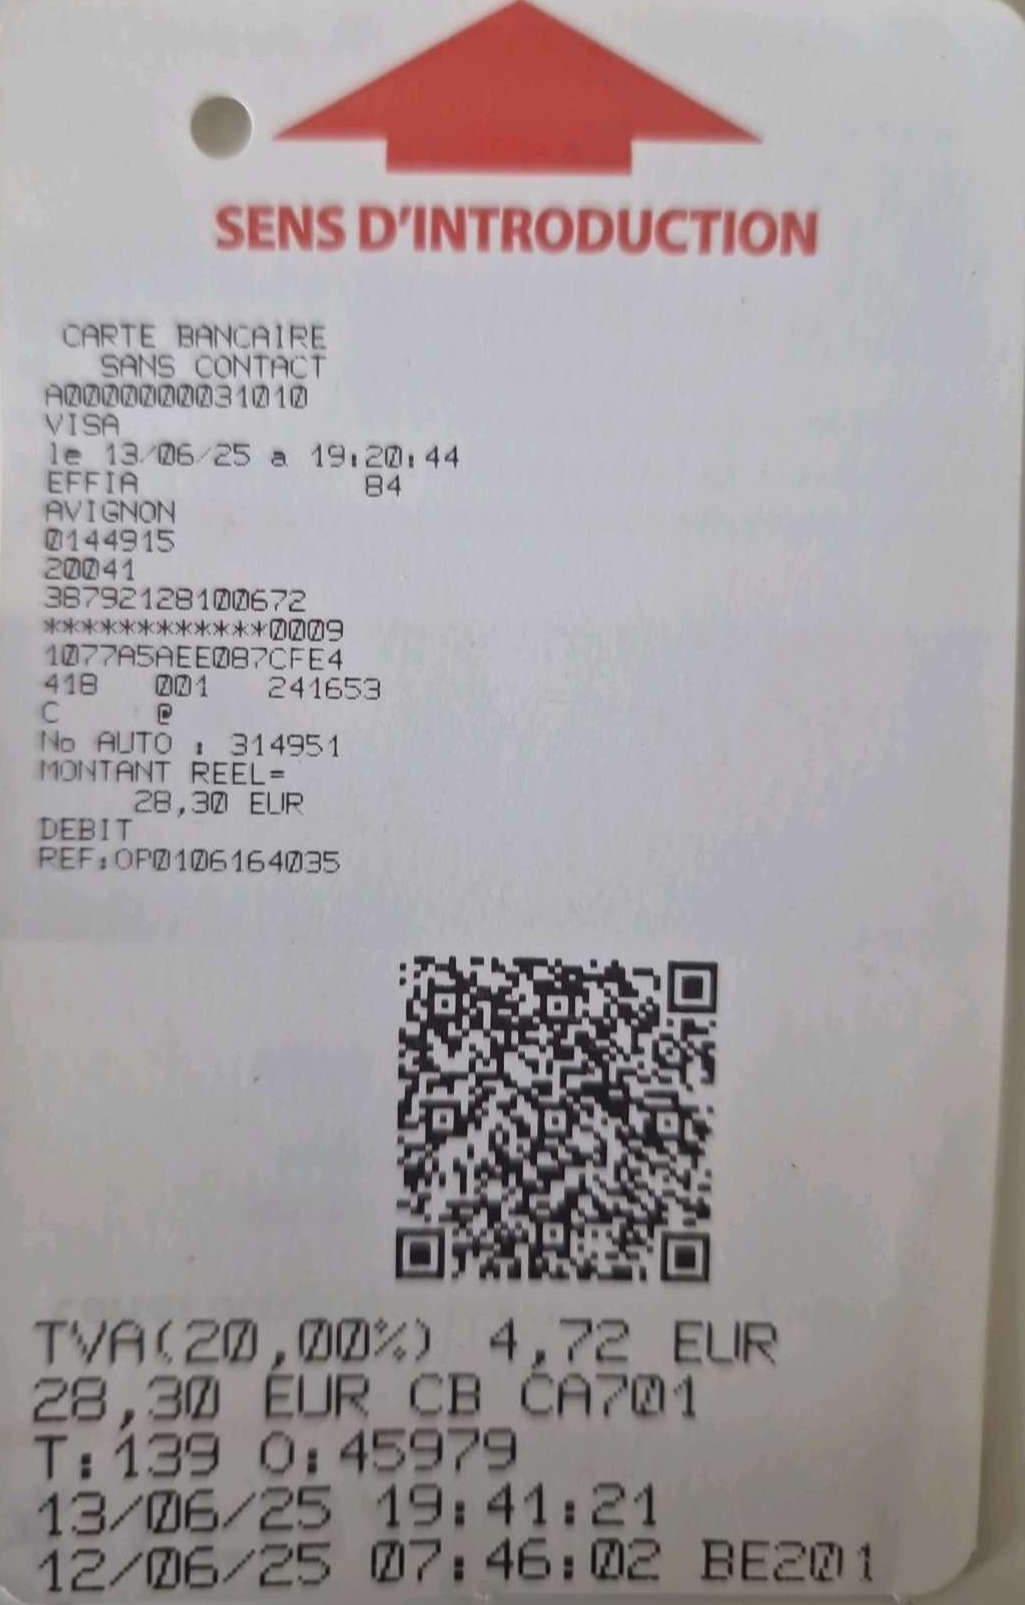 SENS D'INTRODUCTION
CARTE BANCAIRE
SANS CONTACT
A0000000031010
VISA
le 13/06/25 a 19:20:44
EFFIA 84
AVIGNON
0144915
20041
38792128100672
************0009
1077A5AEE087CFE4
418 001 241653
C @
No AUTO : 314951
MONTANT REEL=
28,30 EUR
DEBIT
REF:OP0106164035
TVA(20,00%) 4,72 EUR
28,30 EUR CB CA701
T:139 O:45979
13/06/25 19:41:21
12/06/25 07:46:02 BE201